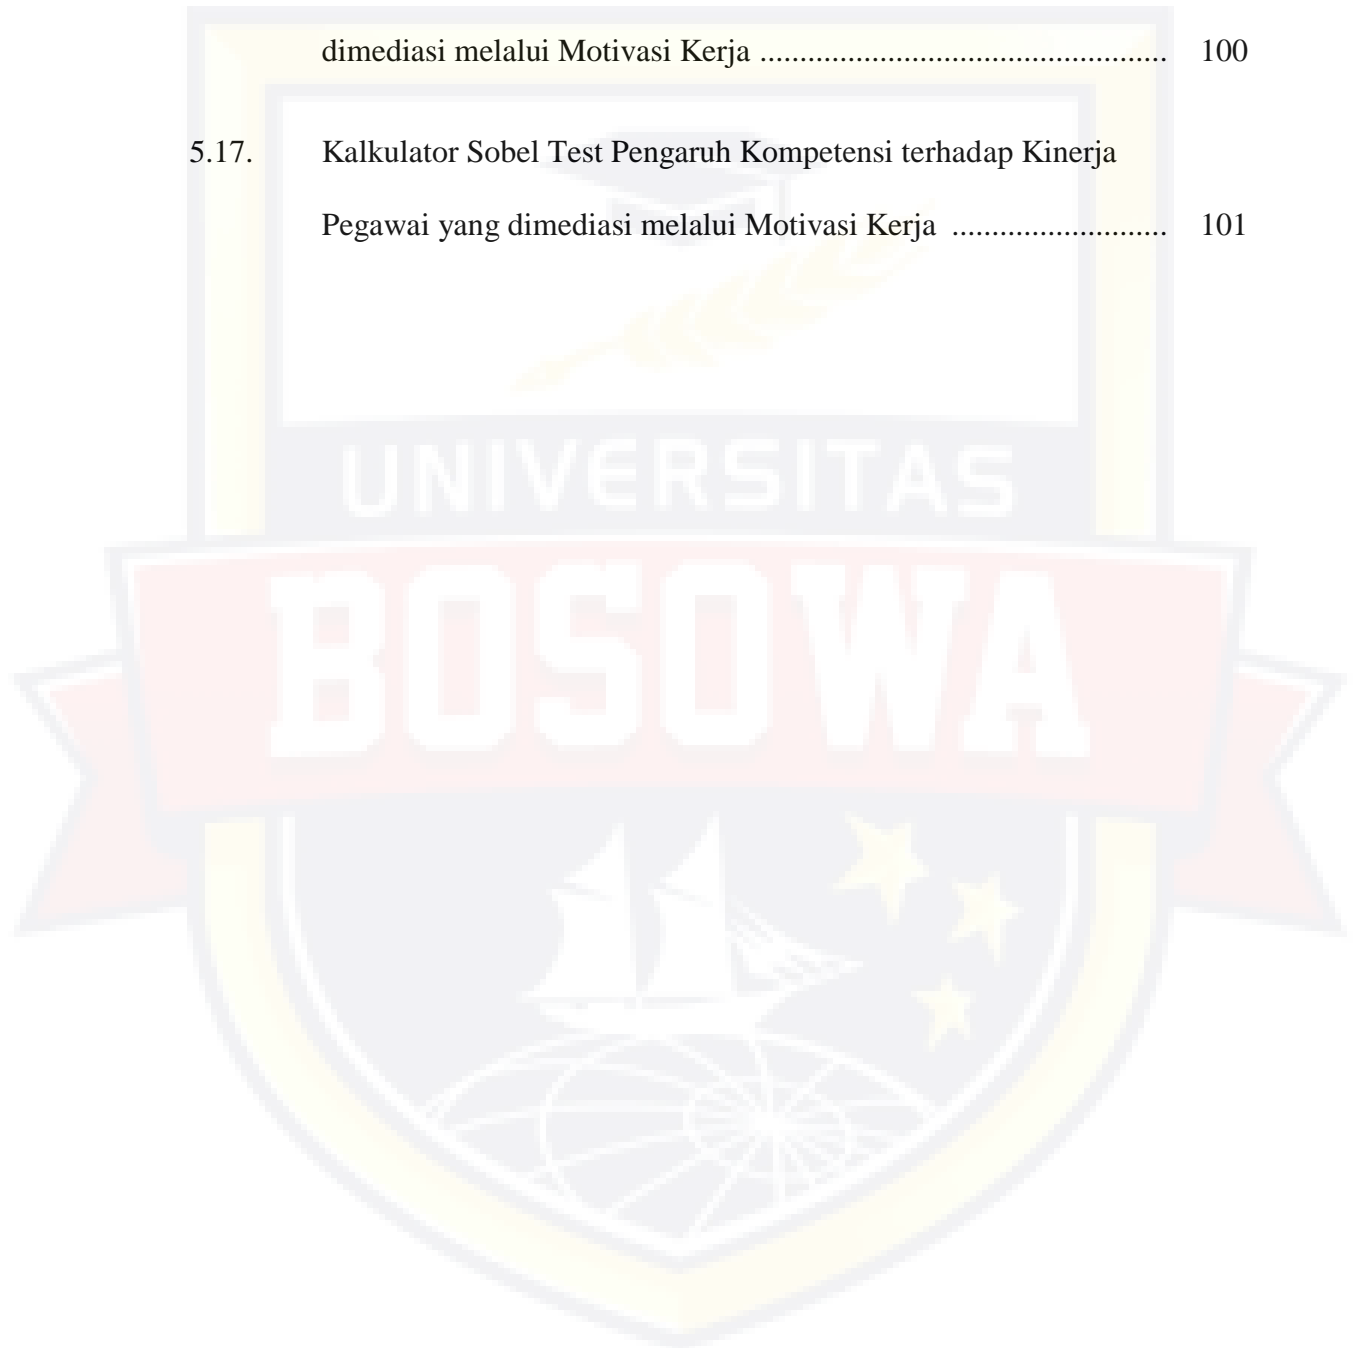 dimediasi melalui Motivasi Kerja ................................................ 100
5.17. Kalkulator Sobel Test Pengaruh Kompetensi terhadap Kinerja
Pegawai yang dimediasi melalui Motivasi Kerja .......................... 101
UNIVERSITAS
BOSOWA